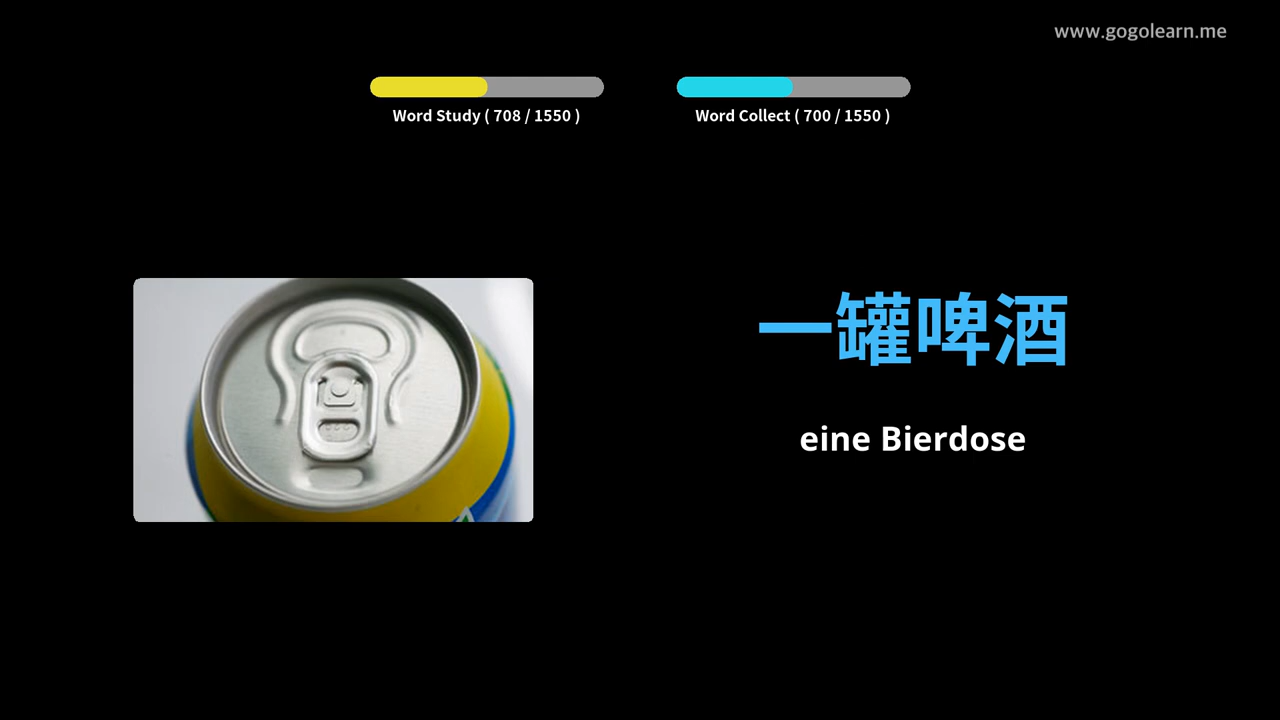 www.gogolearn.me
Word Study ( 708 / 1550 )
Word Collect ( 700 / 1550 )
一罐啤酒
eine Bierdose